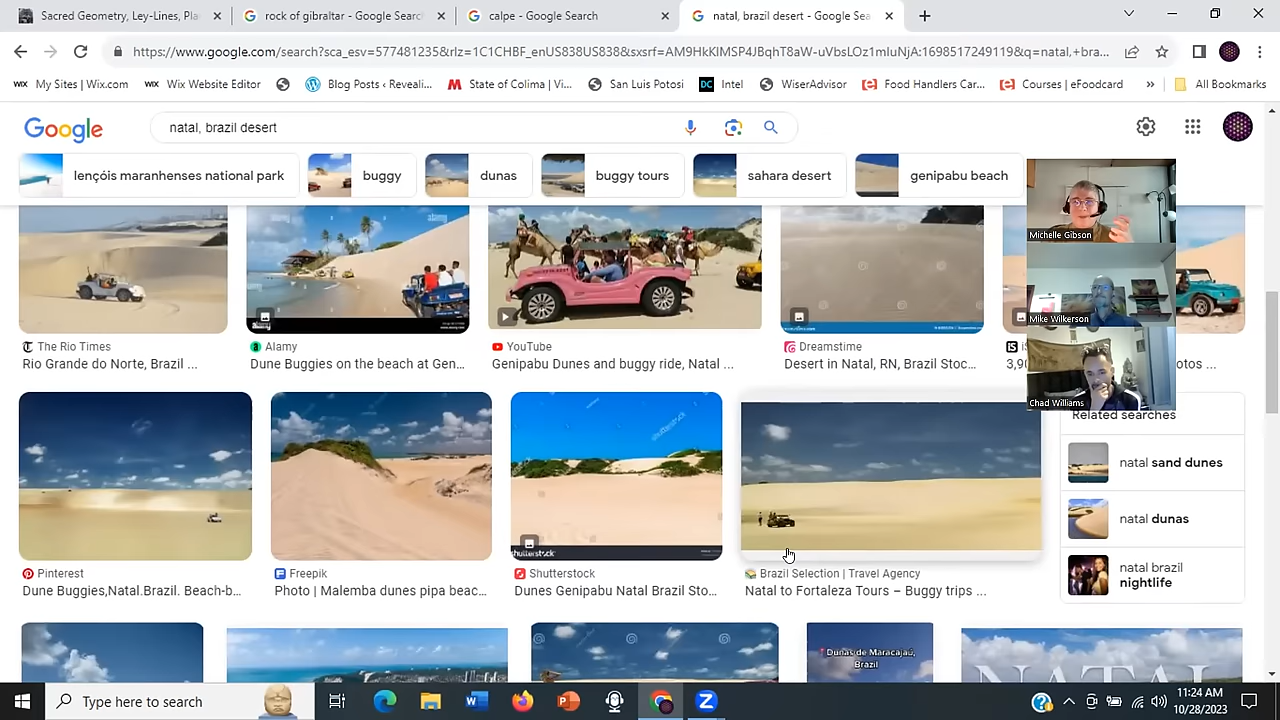 Sacred Geometry, Ley-Lines, Pla
rock of gibraltar - Google Searc
calpe - Google Search
natal, brazil desert - Google Sea
https://www.google.com/search?sca_esv=577481235&rlz=1C1CHBF_enUS838US838&sxsrf=AM9HkKlMSP4JBqhT8aW-uVbsLOz1mIuNjA:1698517249119&q=natal,+bra...
WIX My Sites | Wix.com
WIX Wix Website Editor
Blog Posts ‹ Reveali...
State of Colima | Vi...
San Luis Potosi
DC Intel
WiserAdvisor
Food Handlers Car...
Courses | eFoodcard
»
All Bookmarks
Google
natal, brazil desert
lençóis maranhenses national park
buggy
dunas
buggy tours
sahara desert
genipabu beach
Michelle Gibson
Mike Wilkerson
Chad Williams
The Rio Times
Rio Grande do Norte, Brazil ...
Alamy
Dune Buggies on the beach at Gen...
YouTube
Genipabu Dunes and buggy ride, Natal ...
Dreamstime
Desert in Natal, RN, Brazil Stoc...
otos ...
Related searches
natal sand dunes
natal dunas
natal brazil
nightlife
shutterstock
Pinterest
Dune Buggies,Natal.Brazil. Beach-b...
Freepik
Photo | Malemba dunes pipa beac...
Shutterstock
Dunes Genipabu Natal Brazil Sto...
Brazil Selection | Travel Agency
Natal to Fortaleza Tours – Buggy trips ...
Dunas de Maracajaú,
Brazil
NATAL
Type here to search
11:24 AM
10/28/2023